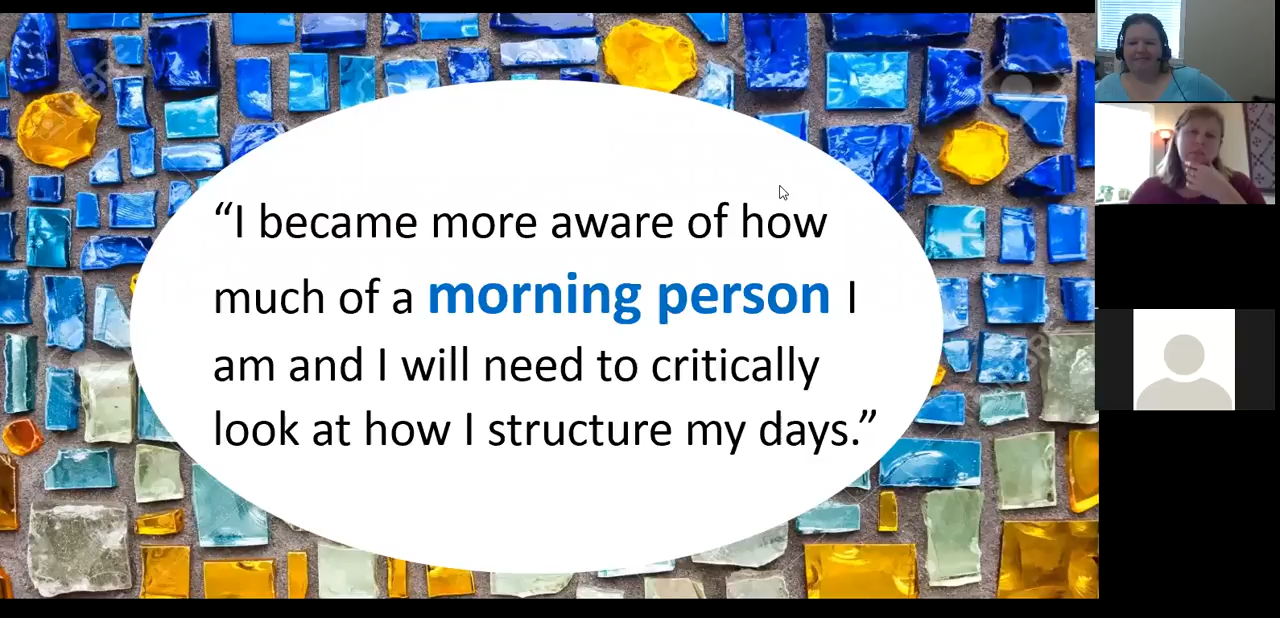 “I became more aware of how
much of a morning person I
am and I will need to critically
look at how I structure my days.”